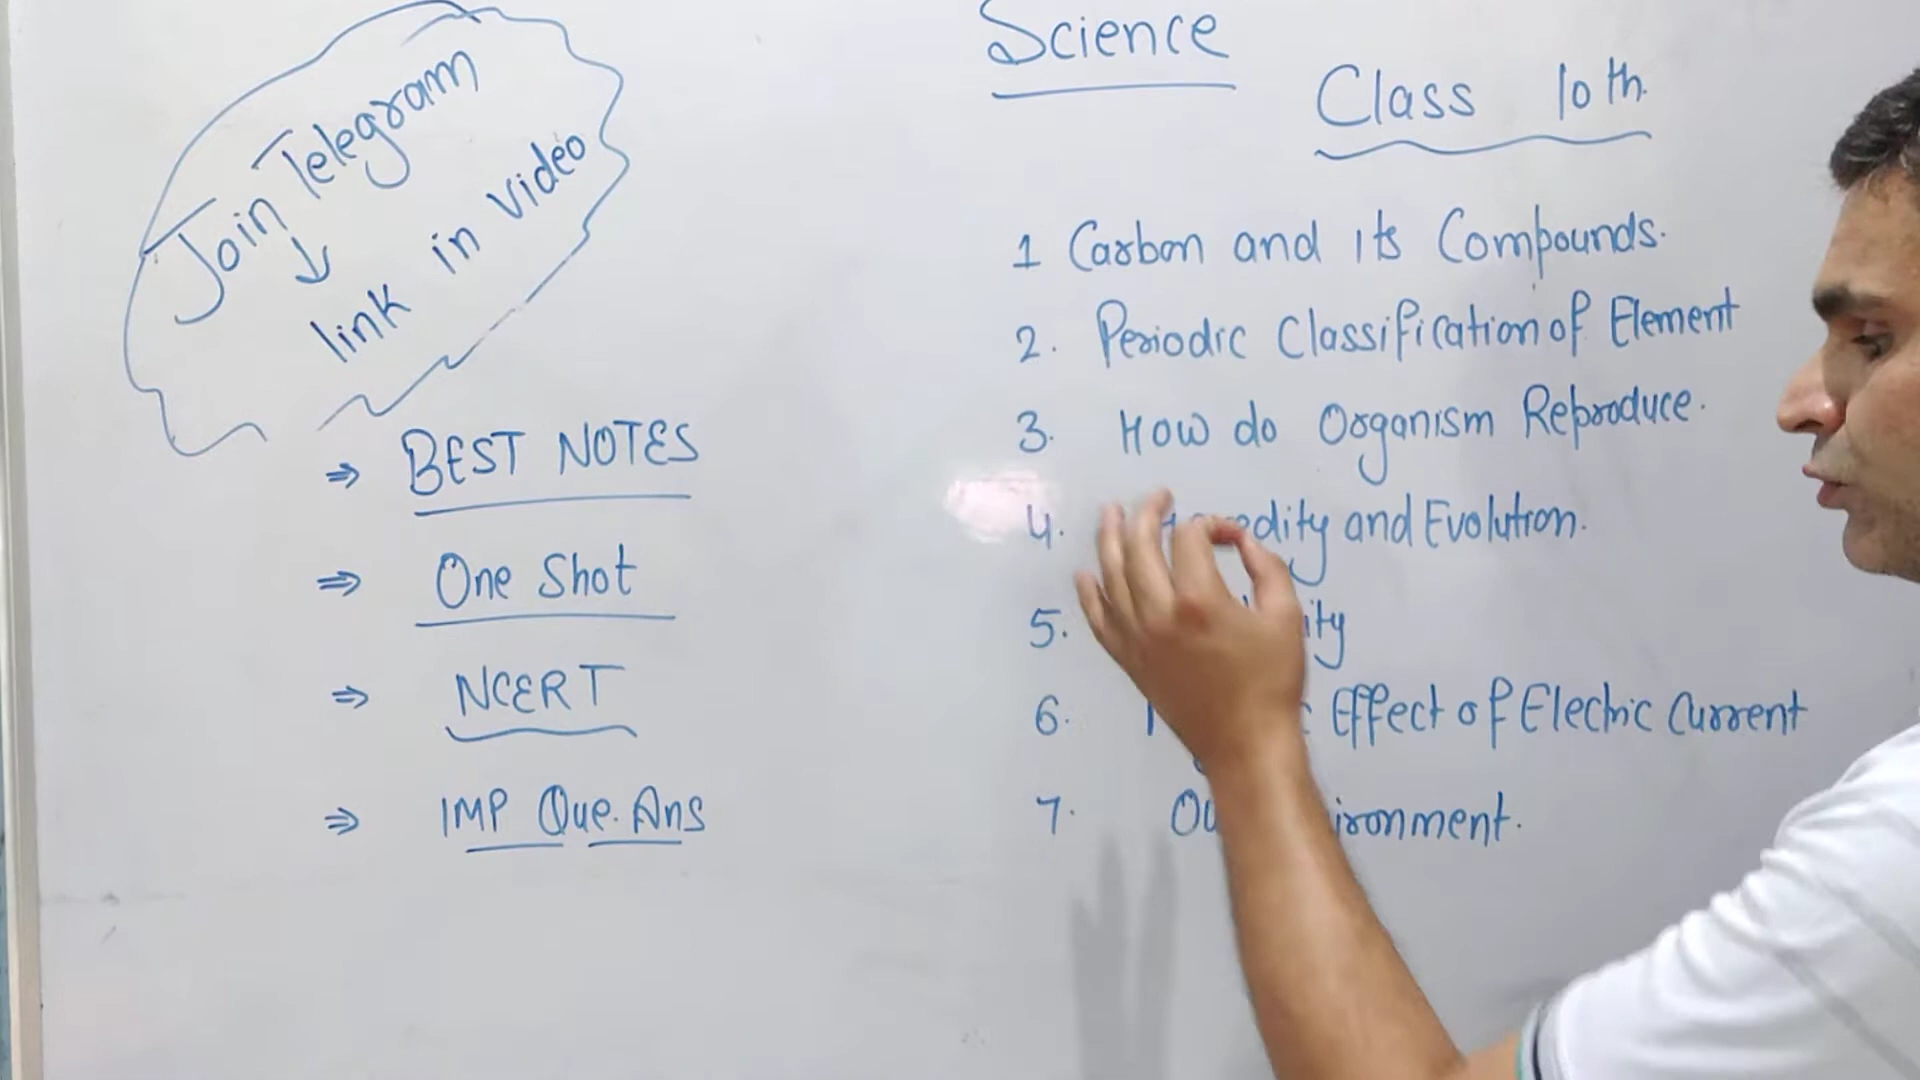 Join Telegram
link in video
BEST NOTES
One Shot
NCERT
IMP Que. Ans
Science
Class 10th.
1 Carbon and its Compounds.
2. Periodic Classification of Element
3. How do Organism Reproduce.
4. and Evolution.
5.
6. Effect of Electric Current
7.